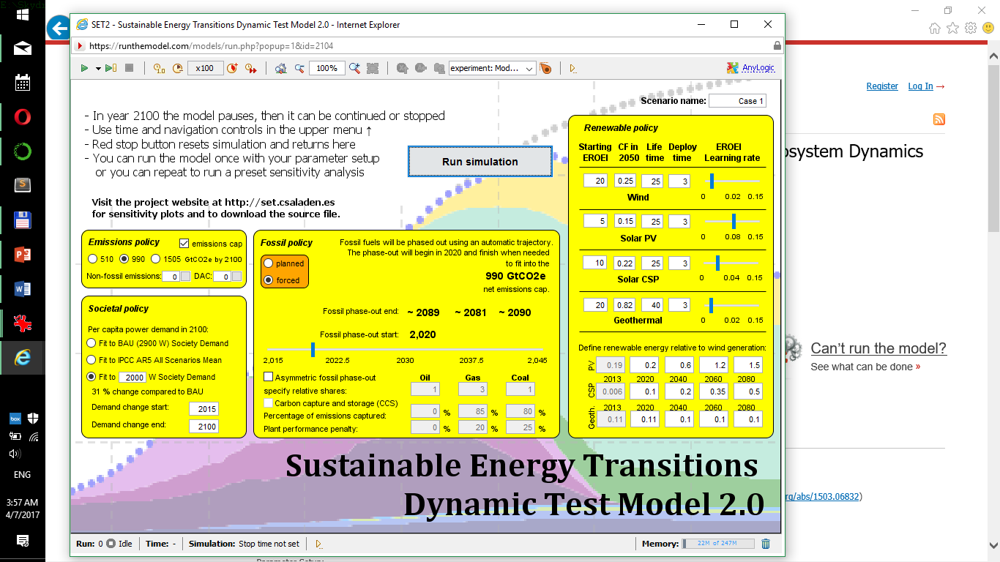 SET2 - Sustainable Energy Transitions Dynamic Test Model 2.0 - Internet Explorer
https://runthemodel.com/models/run.php?popup=1&id=2104
x100
100%
experiment: Mod...
AnyLogic
Register Log In →
osystem Dynamics
Can't run the model?
See what can be done »
rg/abs/1503.06832)
- In year 2100 the model pauses, then it can be continued or stopped
- Use time and navigation controls in the upper menu ↑
- Red stop button resets simulation and returns here
- You can run the model once with your parameter setup
or you can repeat to run a preset sensitivity analysis
Visit the project website at http://set.csaladen.es
for sensitivity plots and to download the source file.
Run simulation
Scenario name: Case 1
Emissions policy emissions cap
510 990 1505 GtCO2e by 2100
Non-fossil emissions: 0 DAC: 0
Societal policy
Per capita power demand in 2100:
Fit to BAU (2900 W) Society Demand
Fit to IPCC AR5 All Scenarios Mean
Fit to 2000 W Society Demand
31 % change compared to BAU
Demand change start: 2015
Demand change end: 2100
Fossil policy
planned
forced
Fossil fuels will be phased out using an automatic trajectory.
The phase-out will begin in 2020 and finish when needed
to fit into the
990 GtCO2e
net emissions cap.
Fossil phase-out end: ~ 2089 ~ 2081 ~ 2090
Fossil phase-out start: 2,020
2,015 2022.5 2030 2037.5 2,045
Asymmetric fossil phase-out Oil Gas Coal
specify relative shares: 1 3 1
Carbon capture and storage (CCS)
Percentage of emissions captured: 0 % 85 % 80 %
Plant performance penalty: 0 % 20 % 25 %
Renewable policy
Starting CF in Life Deploy EROEI
EROEI 2050 time time Learning rate
20 0.25 25 3
Wind 0 0.02 0.15
5 0.15 25 3
Solar PV 0 0.08 0.15
10 0.22 25 3
Solar CSP 0 0.04 0.15
20 0.82 40 3
Geothermal 0 0.02 0.15
Define renewable energy relative to wind generation:
PV 0.19 0.2 0.6 1.2 1.5
2013 2020 2040 2060 2080
CSP 0.006 0.1 0.2 0.35 0.5
2013 2020 2040 2060 2080
Geoth. 0.11 0.11 0.1 0.1 0.1
Sustainable Energy Transitions
Dynamic Test Model 2.0
Run: 0 Idle Time: - Simulation: Stop time not set Memory: 22M of 247M
box
ENG
3:57 AM
4/7/2017